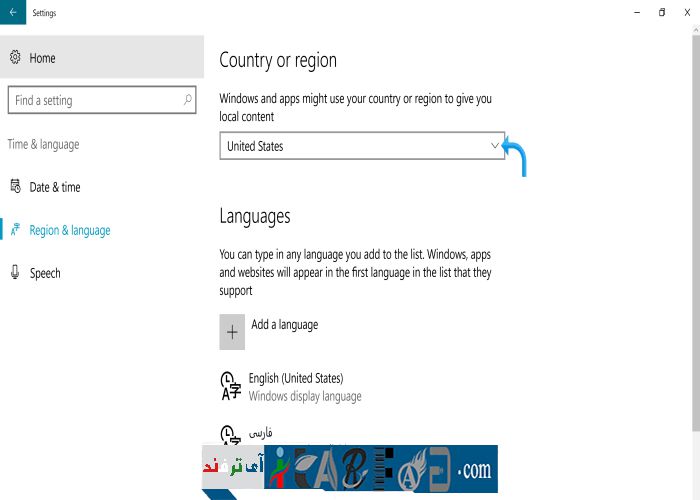 Settings
Home
Find a setting
Time & language
Date & time
Region & language
Speech
Country or region
Windows and apps might use your country or region to give you
local content
United States
Languages
You can type in any language you add to the list. Windows, apps
and websites will appear in the first language in the list that they
support
Add a language
English (United States)
Windows display language
فارسی
آی ترفند
.com